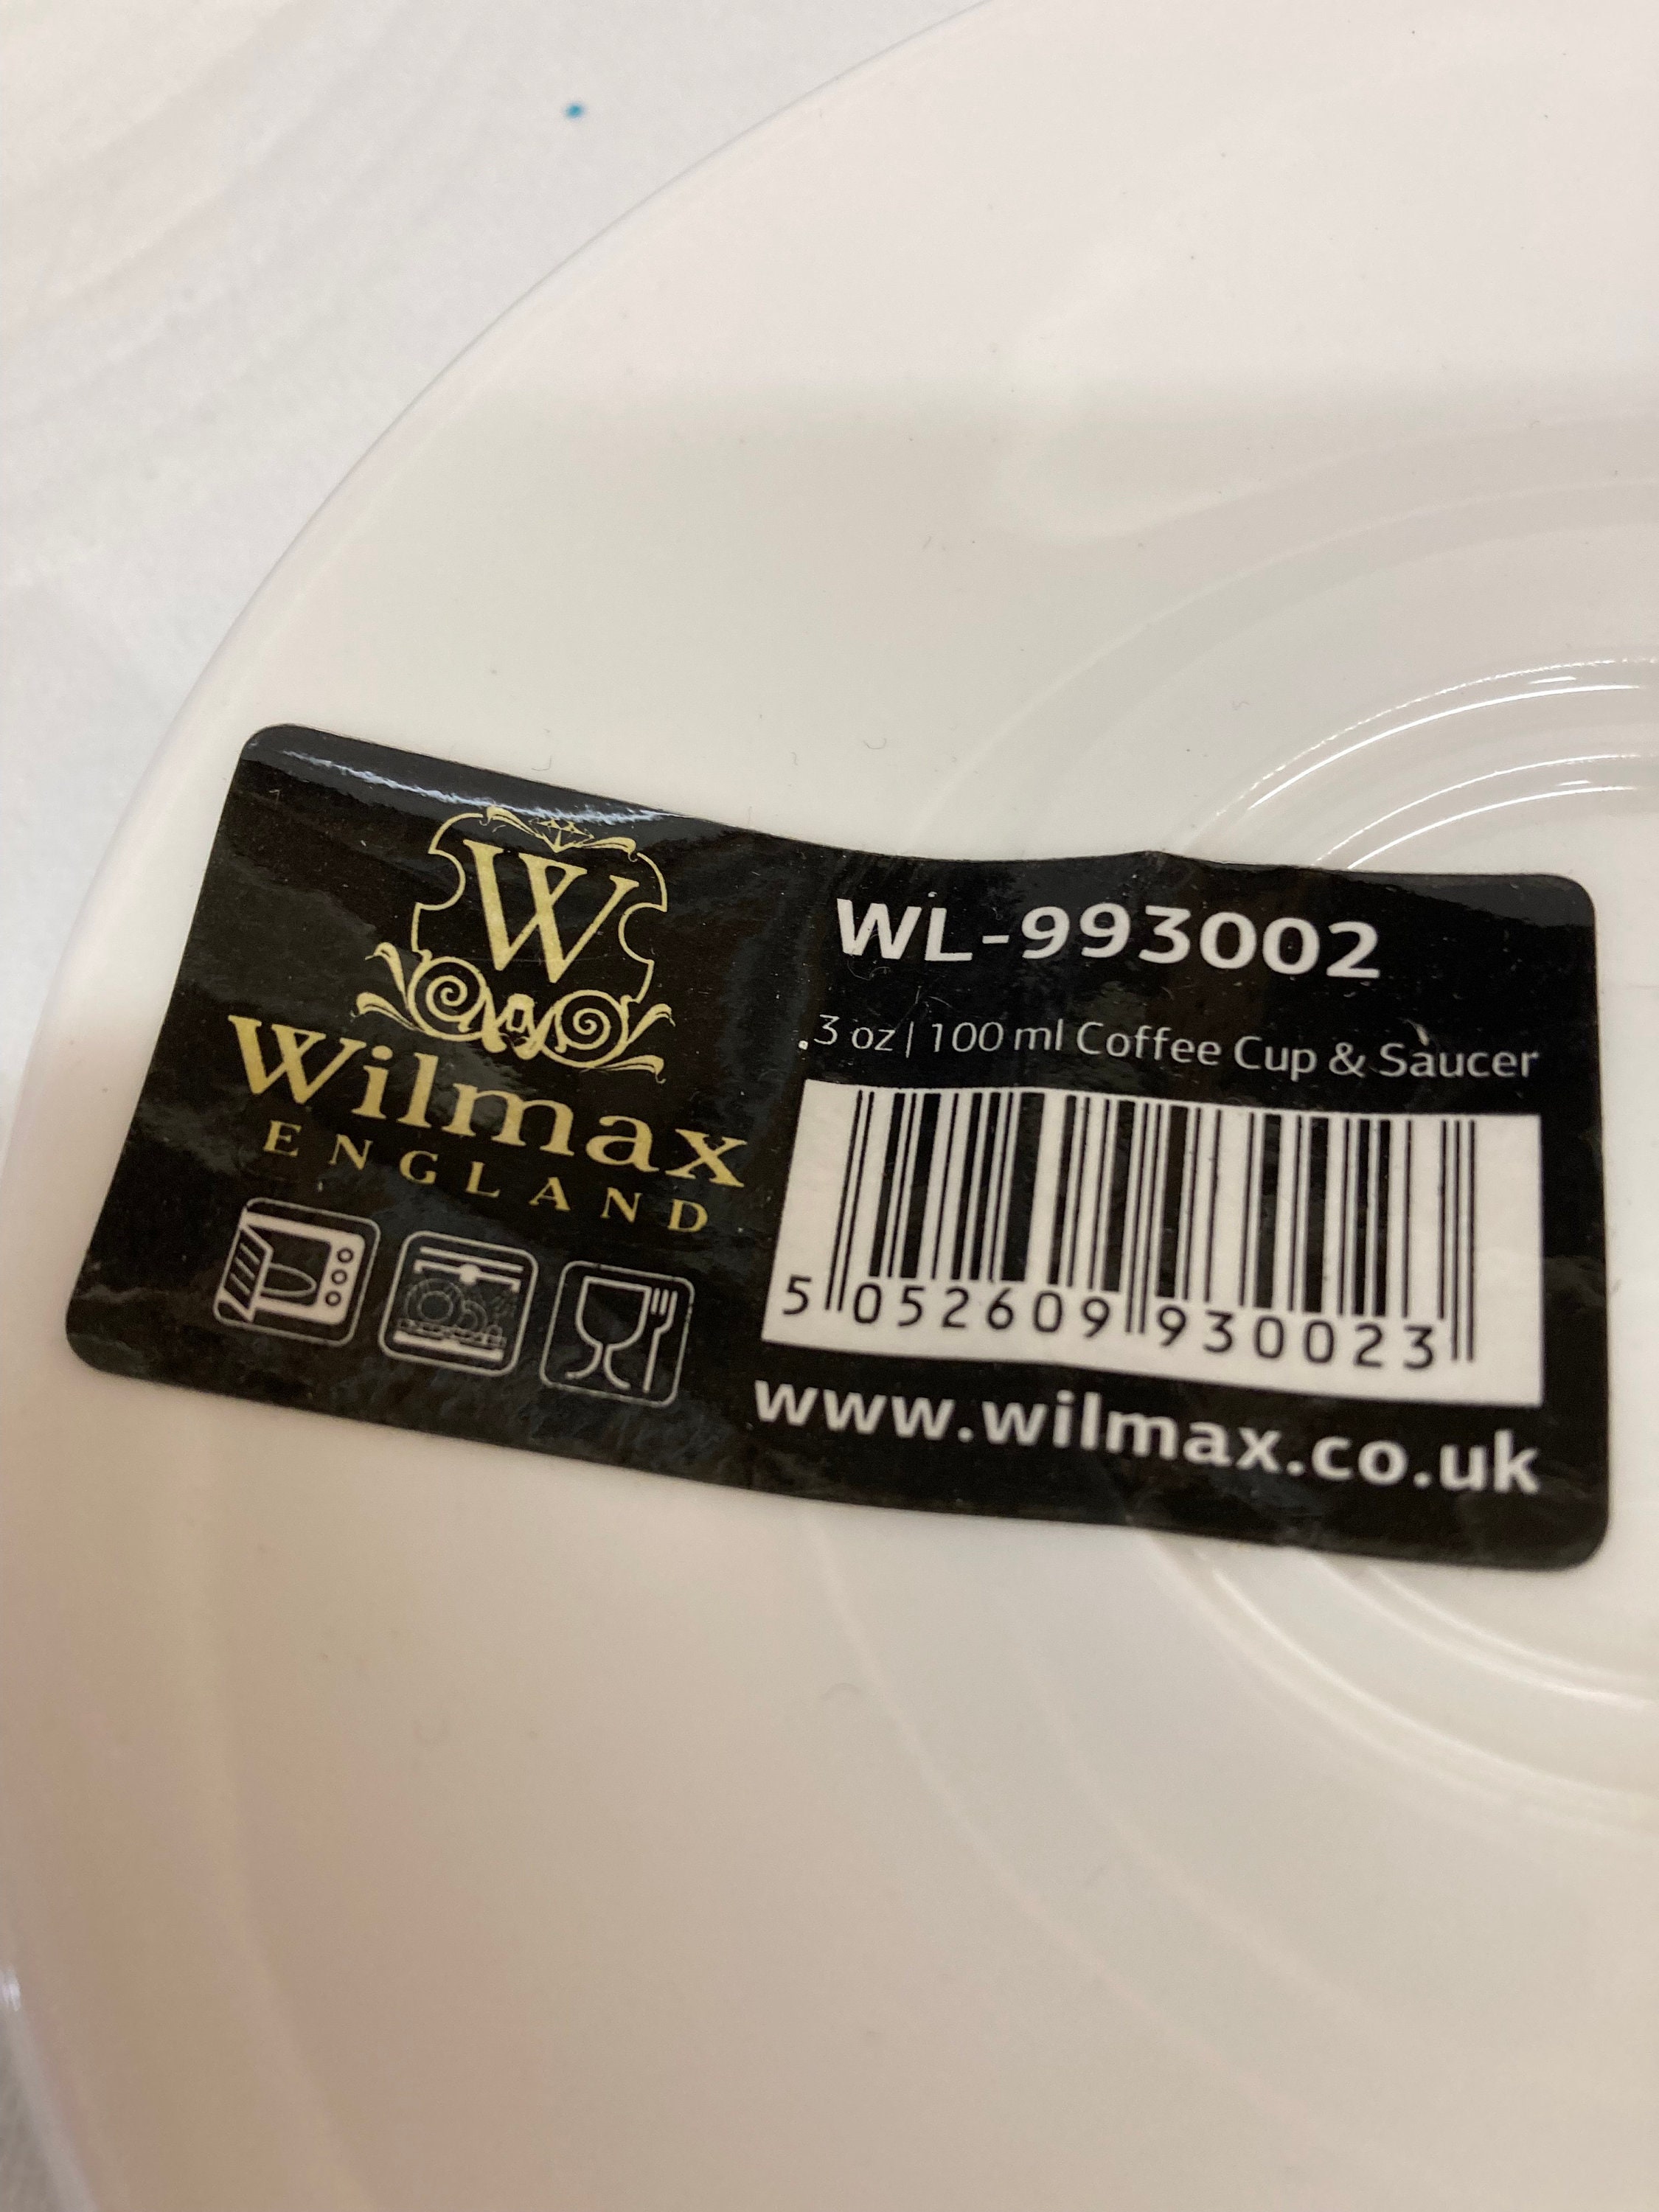 W
Wilmax
ENGLAND
WL-993002
3 oz | 100 ml Coffee Cup & Saucer
5 052609 930023
www.wilmax.co.uk